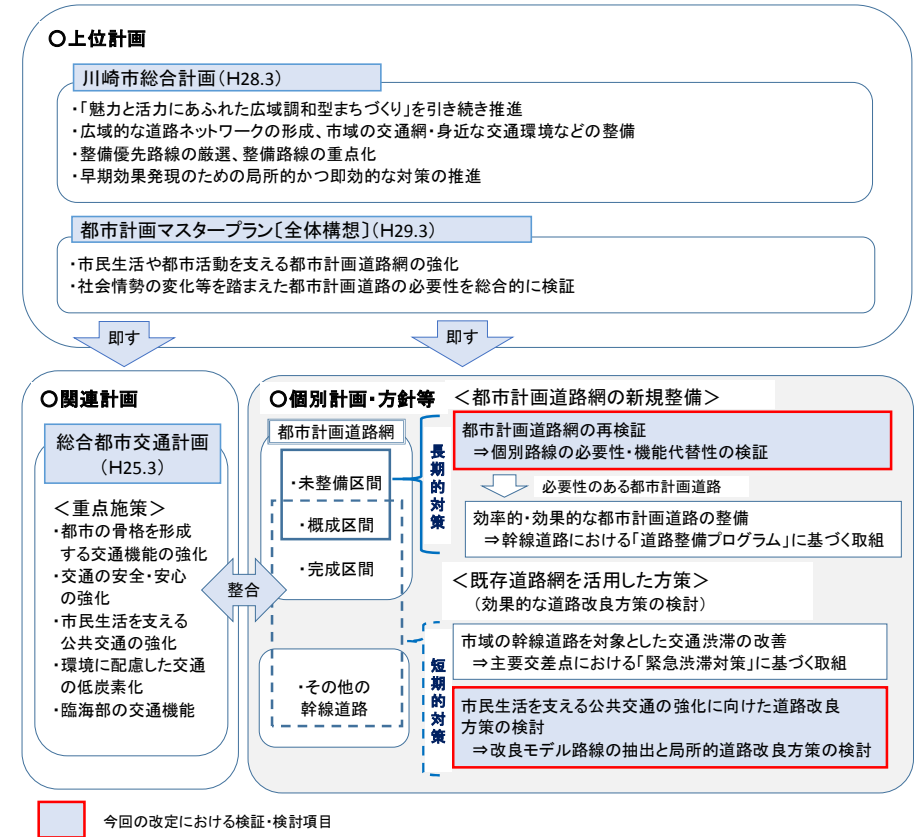 ○上位計画
川崎市総合計画(H28.3)
・「魅力と活力にあふれた広域調和型まちづくり」を引き続き推進
・広域的な道路ネットワークの形成、市域の交通網・身近な交通環境などの整備
・整備優先路線の厳選、整備路線の重点化
・早期効果発現のための局所的かつ即効的な対策の推進
都市計画マスタープラン〔全体構想〕(H29.3)
・市民生活や都市活動を支える都市計画道路網の強化
・社会情勢の変化等を踏まえた都市計画道路の必要性を総合的に検証
即す
即す
○関連計画
総合都市交通計画
(H25.3)
＜重点施策＞
・都市の骨格を形成
する交通機能の強化
・交通の安全・安心
の強化
・市民生活を支える
公共交通の強化
・環境に配慮した交通
の低炭素化
・臨海部の交通機能
整合
○個別計画・方針等
都市計画道路網
・未整備区間
・概成区間
・完成区間
・その他の
幹線道路
長期的対策
＜都市計画道路網の新規整備＞
都市計画道路網の再検証
⇒個別路線の必要性・機能代替性の検証
必要性のある都市計画道路
効率的・効果的な都市計画道路の整備
⇒幹線道路における「道路整備プログラム」に基づく取組
＜既存道路網を活用した方策＞
(効果的な道路改良方策の検討)
短期的対策
市域の幹線道路を対象とした交通渋滞の改善
⇒主要交差点における「緊急渋滞対策」に基づく取組
市民生活を支える公共交通の強化に向けた道路改良
方策の検討
⇒改良モデル路線の抽出と局所的道路改良方策の検討
今回の改定における検証・検討項目